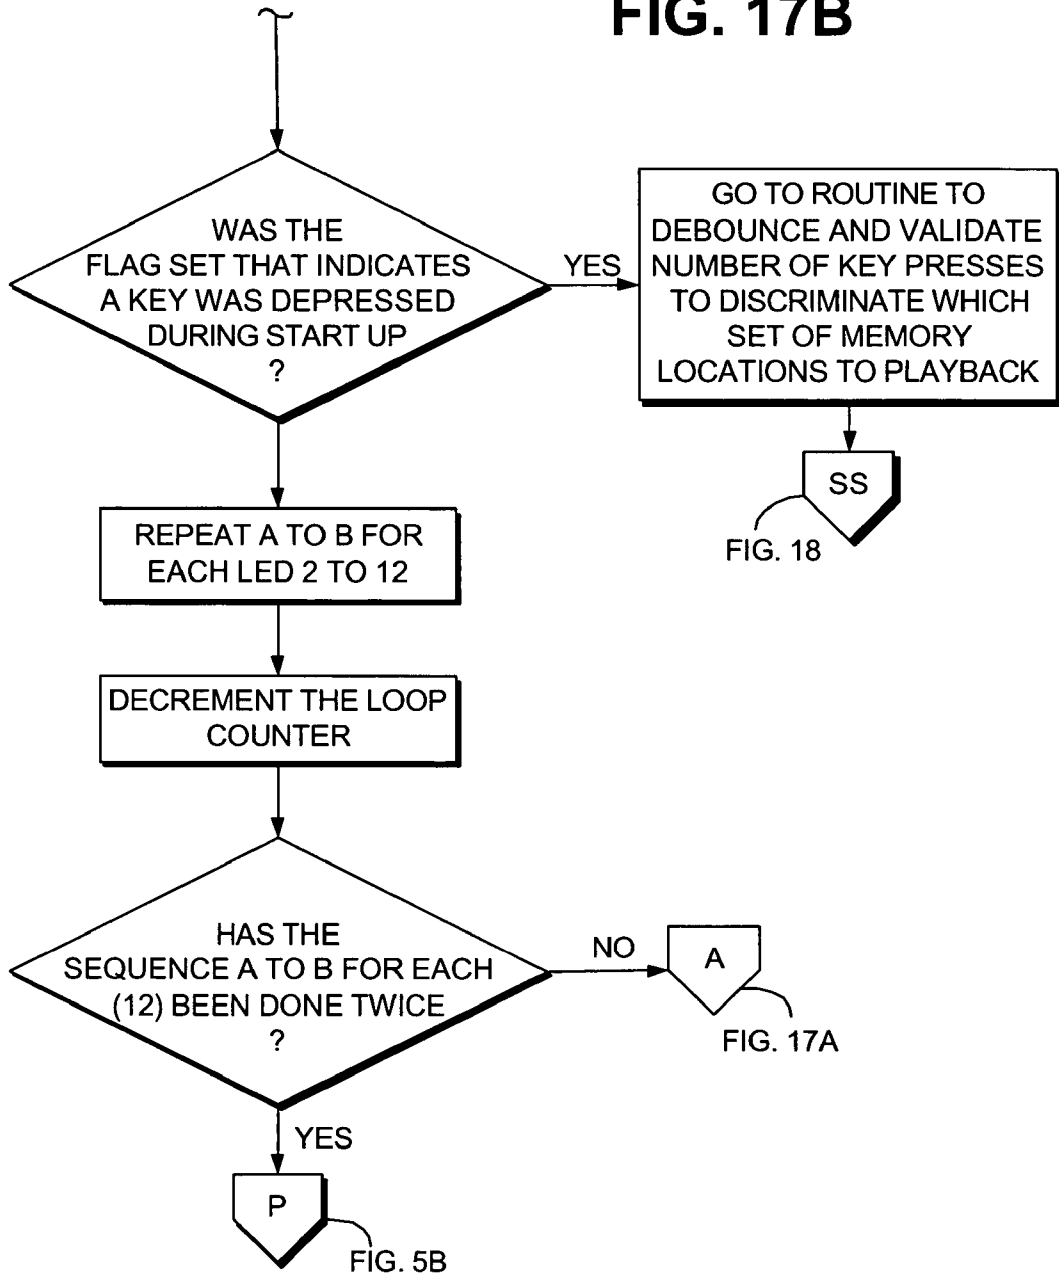 FIG. 17B
WAS THE
FLAG SET THAT INDICATES
A KEY WAS DEPRESSED
DURING START UP
?
YES
GO TO ROUTINE TO
DEBOUNCE AND VALIDATE
NUMBER OF KEY PRESSES
TO DISCRIMINATE WHICH
SET OF MEMORY
LOCATIONS TO PLAYBACK
SS
FIG. 18
REPEAT A TO B FOR
EACH LED 2 TO 12
DECREMENT THE LOOP
COUNTER
HAS THE
SEQUENCE A TO B FOR EACH
(12) BEEN DONE TWICE
?
NO
A
FIG. 17A
YES
P
FIG. 5B